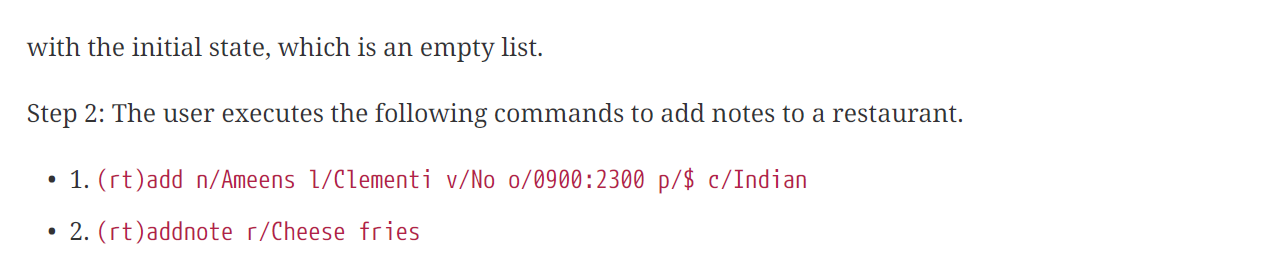 with the initial state, which is an empty list.
Step 2: The user executes the following commands to add notes to a restaurant.
• 1. (rt)add n/Ameens l/Clementi v/No o/0900:2300 p/$ c/Indian
• 2. (rt)addnote r/Cheese fries